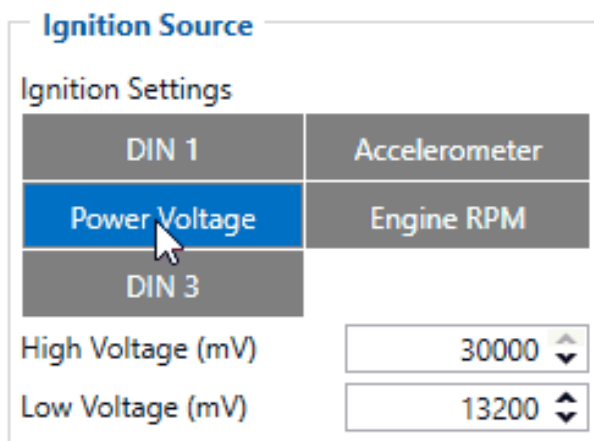 Ignition Source
Ignition Settings
DIN 1 Accelerometer
Power Voltage Engine RPM
DIN 3
High Voltage (mV) 30000
Low Voltage (mV) 13200